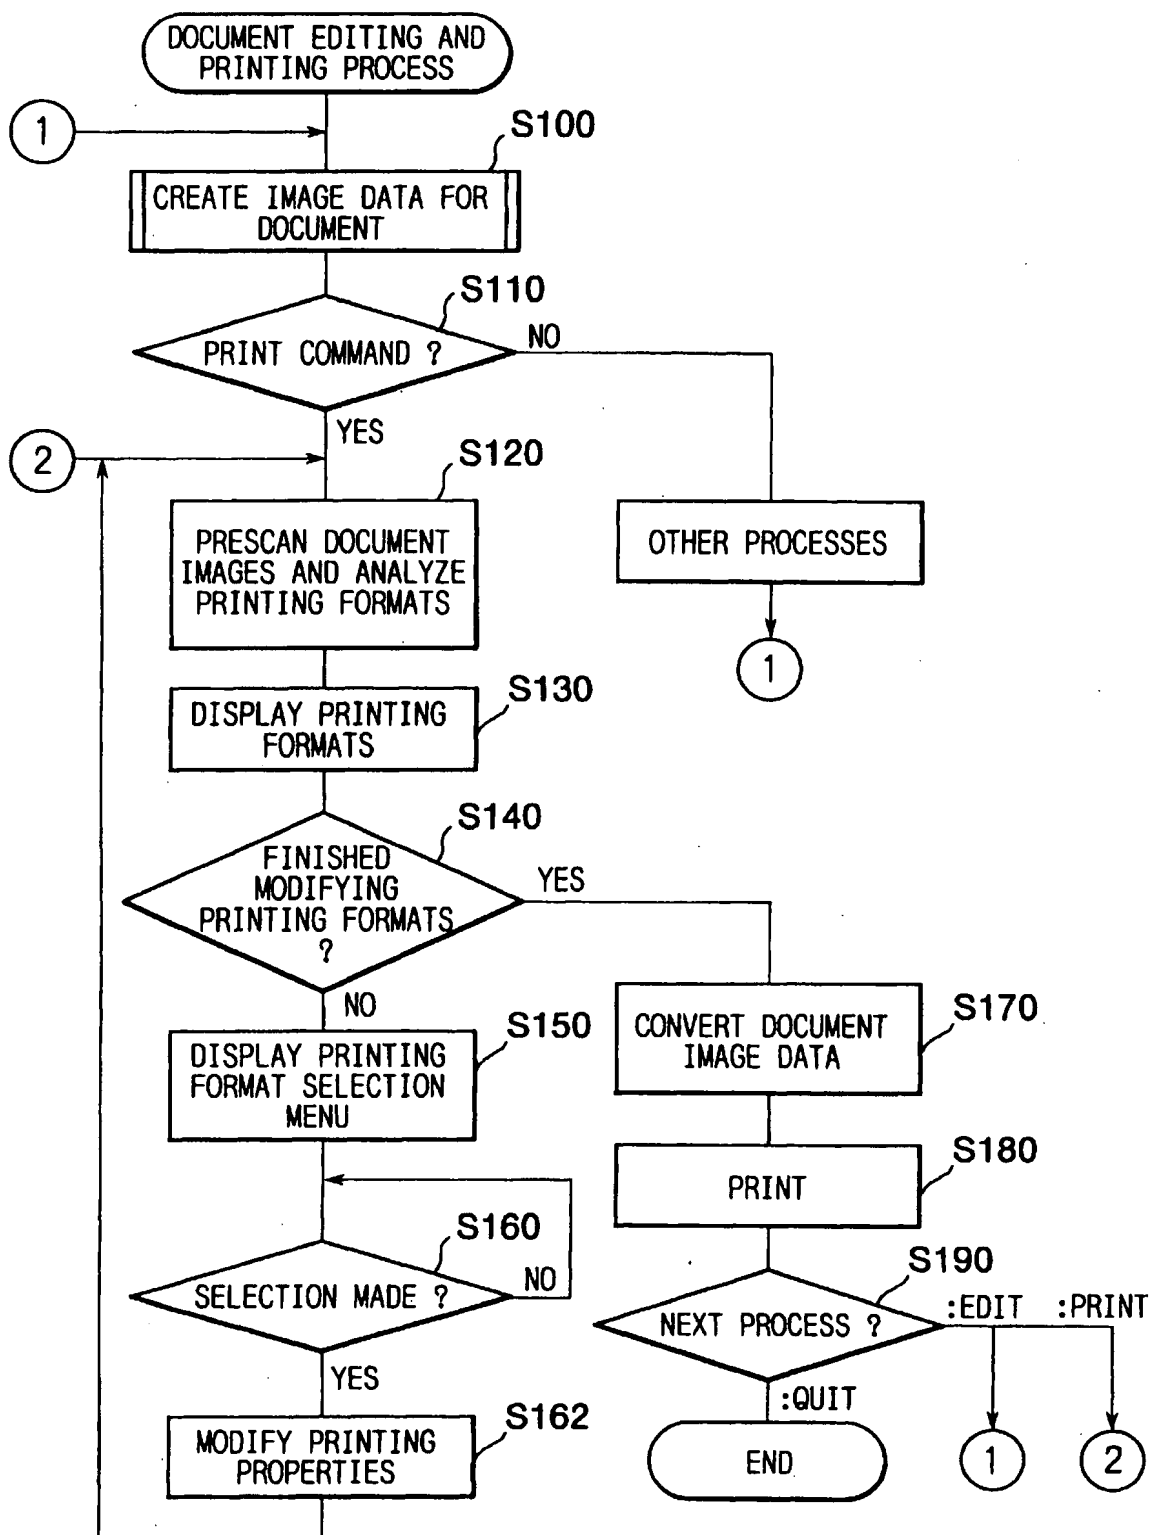 DOCUMENT EDITING AND
PRINTING PROCESS
1
S100
CREATE IMAGE DATA FOR
DOCUMENT
S110
PRINT COMMAND ?
NO
YES
2
S120
PRESCAN DOCUMENT
IMAGES AND ANALYZE
PRINTING FORMATS
OTHER PROCESSES
1
S130
DISPLAY PRINTING
FORMATS
S140
FINISHED
MODIFYING
PRINTING FORMATS
?
YES
NO
S150
DISPLAY PRINTING
FORMAT SELECTION
MENU
S160
SELECTION MADE ?
NO
YES
S162
MODIFY PRINTING
PROPERTIES
S170
CONVERT DOCUMENT
IMAGE DATA
S180
PRINT
S190
NEXT PROCESS ?
:EDIT
:PRINT
:QUIT
END
1
2